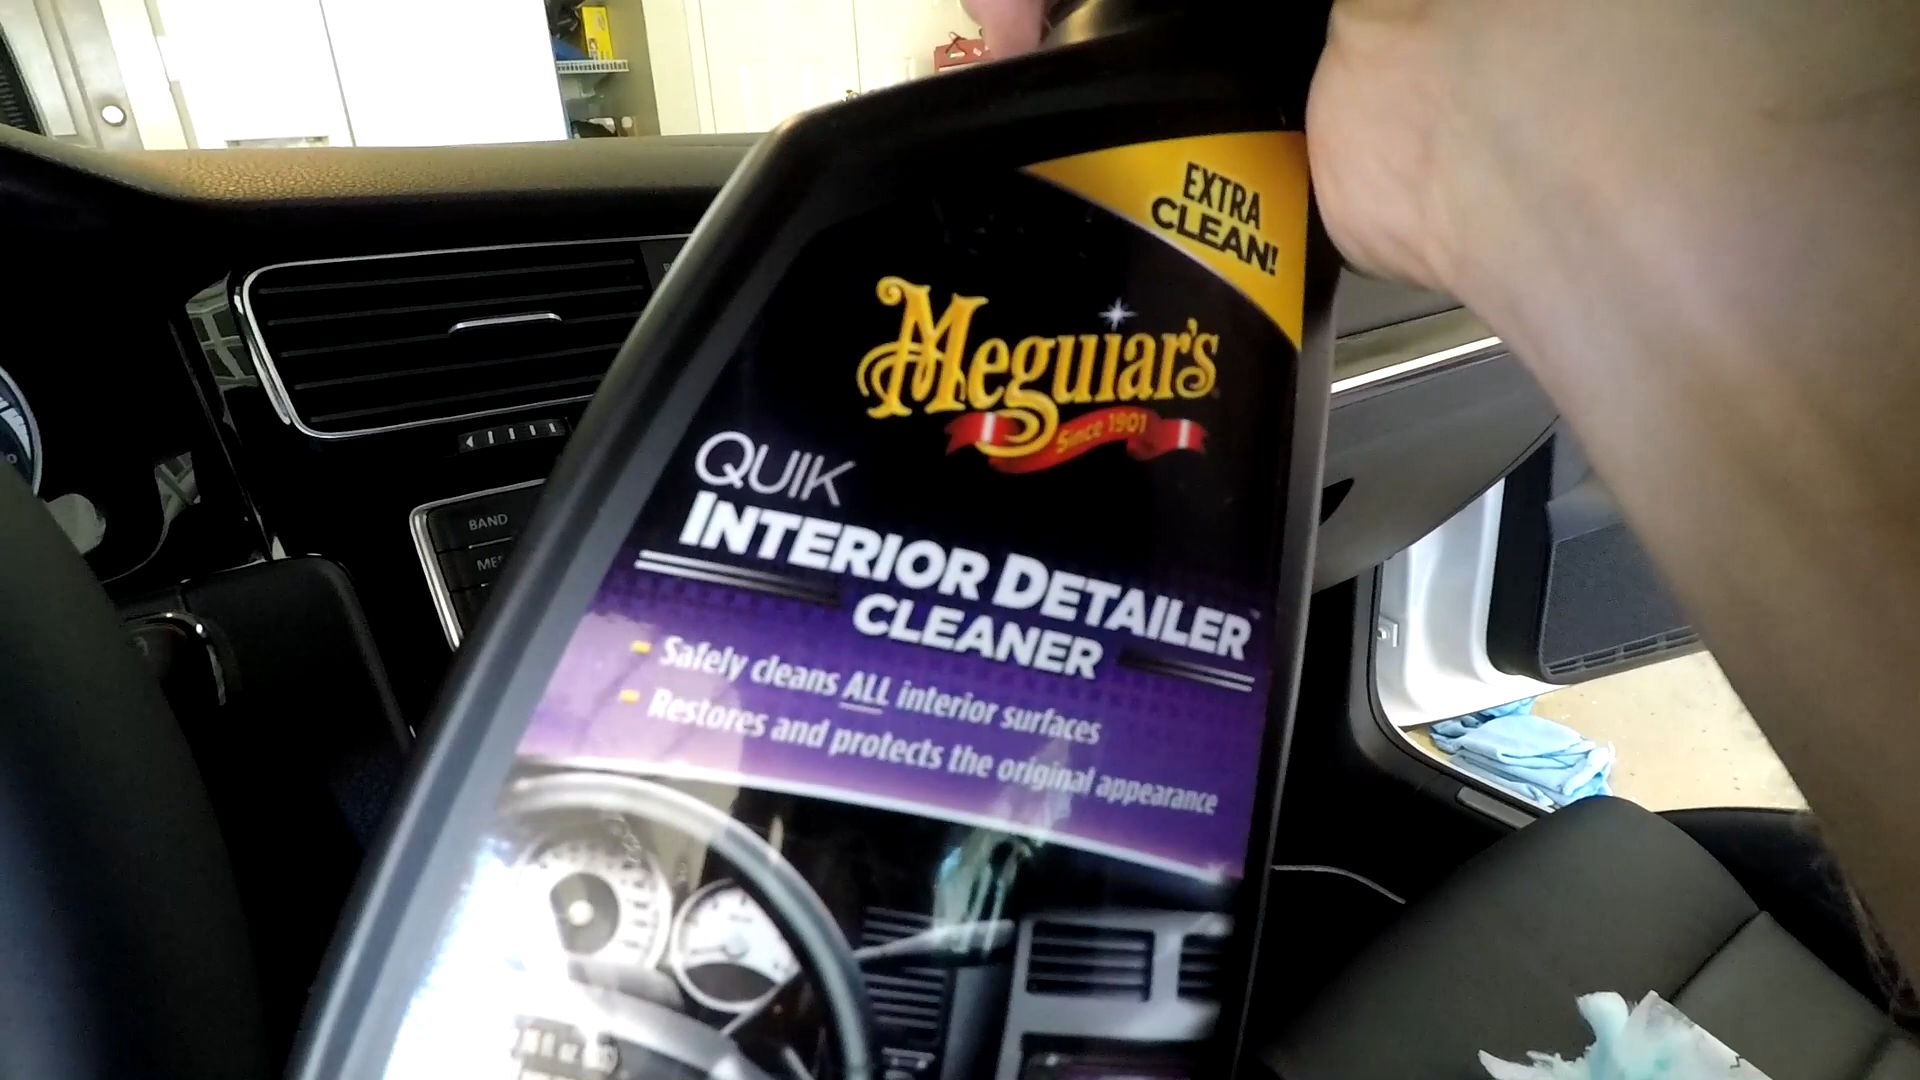 EXTRA
CLEAN!
Meguiar's
Since 1901
QUIK
INTERIOR DETAILER™
CLEANER
Safely cleans ALL interior surfaces
Restores and protects the original appearance
BAND